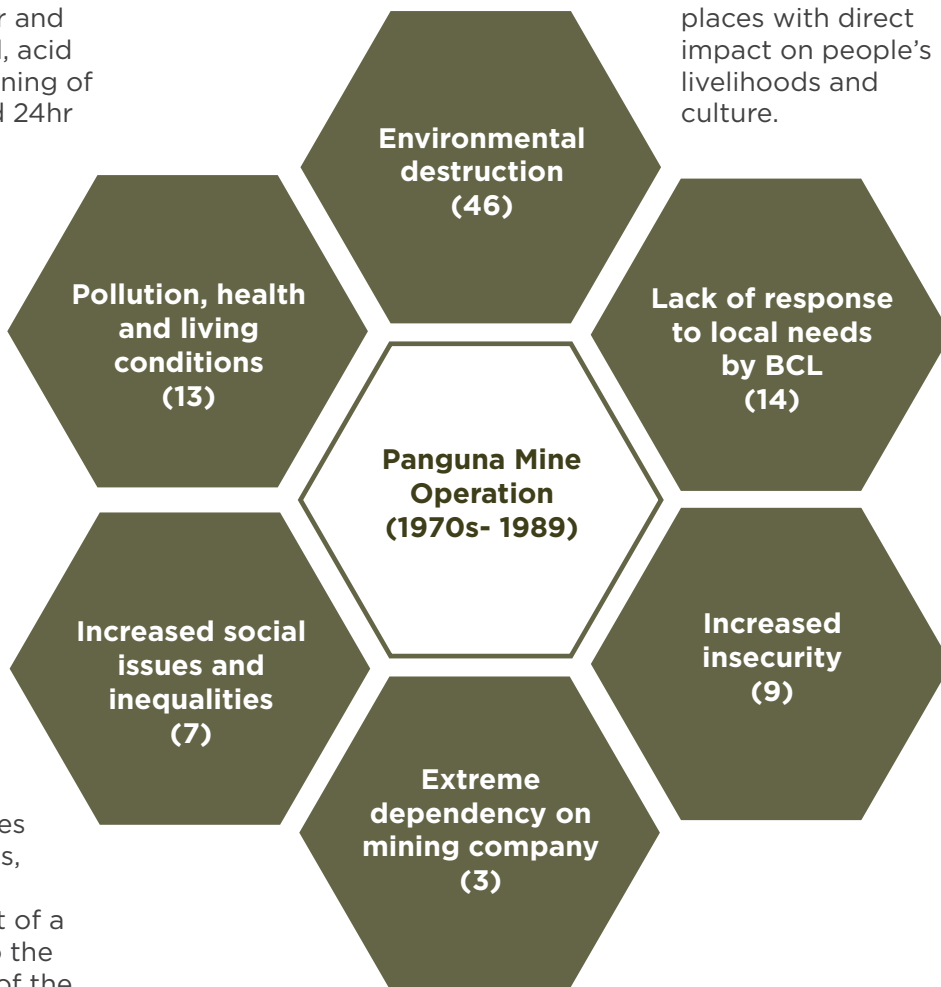 r and
, acid
ning of
24hr
places with direct
impact on people's
livelihoods and
culture.
Environmental
destruction
(46)
Pollution, health
and living
conditions
(13)
Lack of response
to local needs
by BCL
(14)
Panguna Mine
Operation
(1970s- 1989)
Increased social
issues and
inequalities
(7)
Increased
insecurity
(9)
Extreme
dependency on
mining company
(3)
es
s,
t of a
the
of the